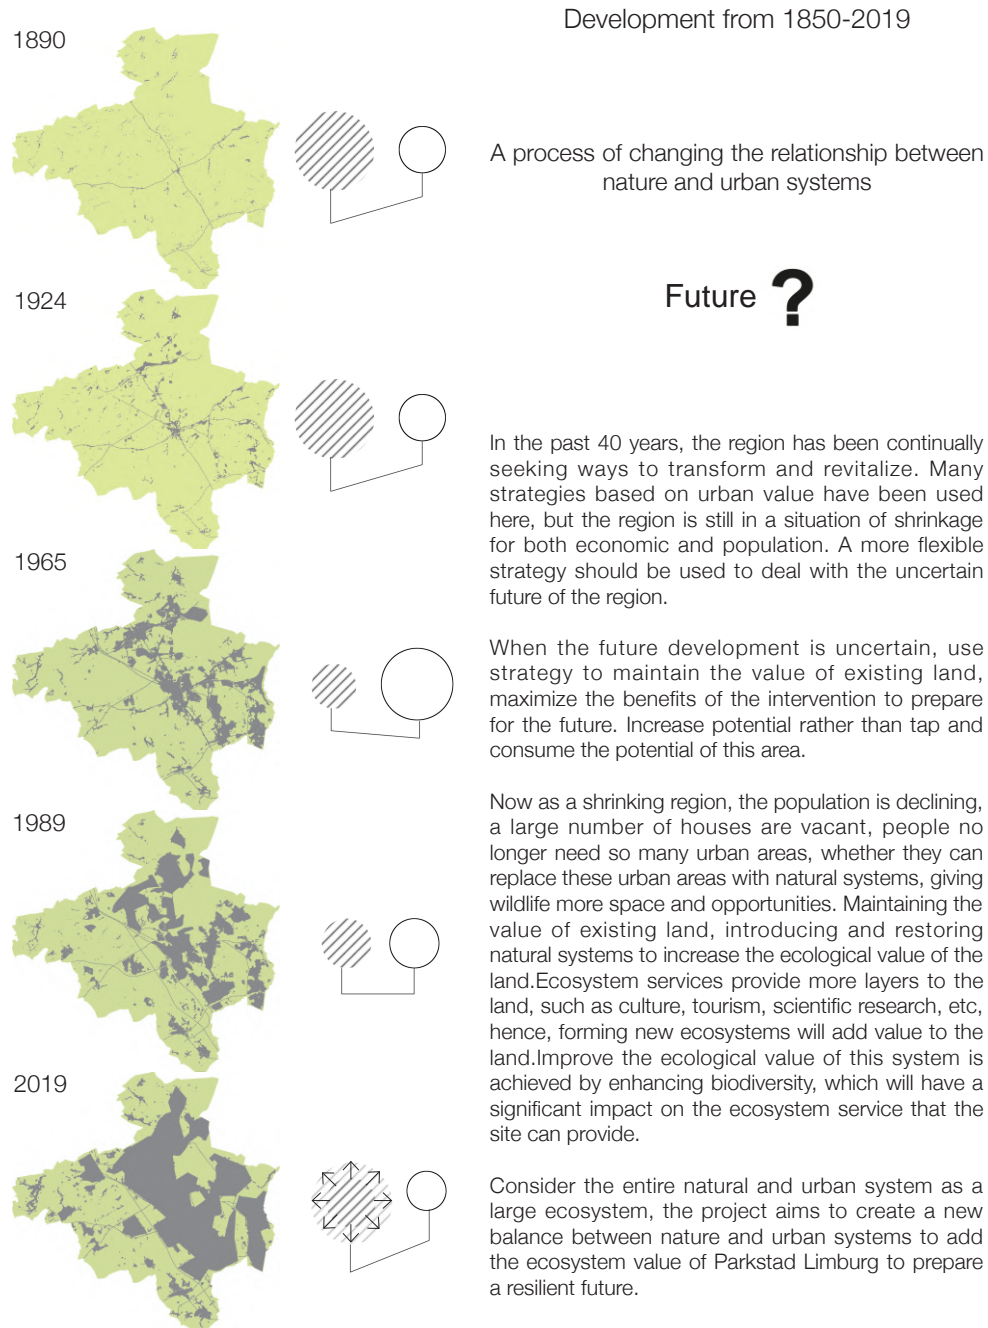 Development from 1850-2019
1890
A process of changing the relationship between
nature and urban systems
Future ?
1924
In the past 40 years, the region has been continually
seeking ways to transform and revitalize. Many
strategies based on urban value have been used
here, but the region is still in a situation of shrinkage
for both economic and population. A more flexible
strategy should be used to deal with the uncertain
future of the region.
1965
When the future development is uncertain, use
strategy to maintain the value of existing land,
maximize the benefits of the intervention to prepare
for the future. Increase potential rather than tap and
consume the potential of this area.
1989
Now as a shrinking region, the population is declining,
a large number of houses are vacant, people no
longer need so many urban areas, whether they can
replace these urban areas with natural systems, giving
wildlife more space and opportunities. Maintaining the
value of existing land, introducing and restoring
natural systems to increase the ecological value of the
land.Ecosystem services provide more layers to the
land, such as culture, tourism, scientific research, etc,
hence, forming new ecosystems will add value to the
land.Improve the ecological value of this system is
achieved by enhancing biodiversity, which will have a
significant impact on the ecosystem service that the
site can provide.
2019
Consider the entire natural and urban system as a
large ecosystem, the project aims to create a new
balance between nature and urban systems to add
the ecosystem value of Parkstad Limburg to prepare
a resilient future.